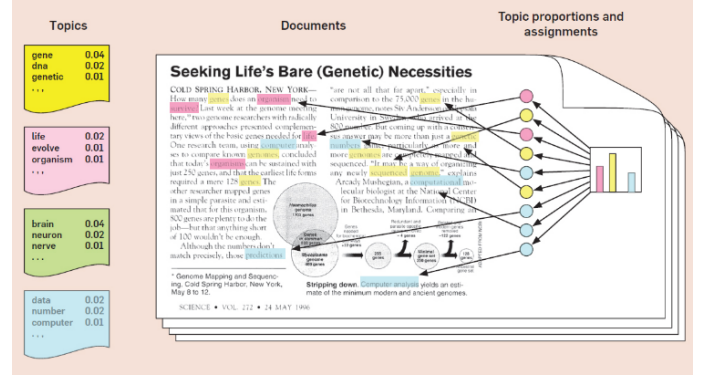 Topics
gene 0.04
dna 0.02
genetic 0.01
. . .
life 0.02
evolve 0.01
organism 0.01
. . .
brain 0.04
neuron 0.02
nerve 0.01
. . .
data 0.02
number 0.02
computer 0.01
. . .
Documents
Topic proportions and
assignments
Seeking Life's Bare (Genetic) Necessities
COLD SPRING HARBOR, NEW YORK—
How many genes does an organism need to
survive? Last week at the genome meeting
here,* two genome researchers with radically
different approaches presented complemen-
tary views of the basic genes needed for life.
One research team, using computer analy-
ses to compare known genomes, concluded
that today's organisms can be sustained with
just 250 genes, and that the earliest life forms
required a mere 128 genes. The
other researcher mapped genes
in a simple parasite and esti-
mated that for this organism,
800 genes are plenty to do the
job—but that anything short
of 100 wouldn't be enough.
Although the numbers don't
match precisely, those predictions
* Genome Mapping and Sequenc-
ing, Cold Spring Harbor, New York,
May 8 to 12.
"are not all that far apart," especially in
comparison to the 75,000 genes in the hu-
man genome, notes Siv Andersson
University in Sweden, who arrived at the
800 number. But coming up with a
answer may be more than just a
numbers game, particularly more and
more genomes are completely mapped and
sequenced. "It may be a way of organizing
any newly sequenced genome," explains
Arcady Mushegian, a computational mo-
lecular biologist at the National Center
for Biotechnology Information (NCBI)
in Bethesda, Maryland. Comparing an
Stripping down. Computer analysis yields an esti-
mate of the minimum modern and ancient genomes.
SCIENCE • VOL. 272 • 24 MAY 1996